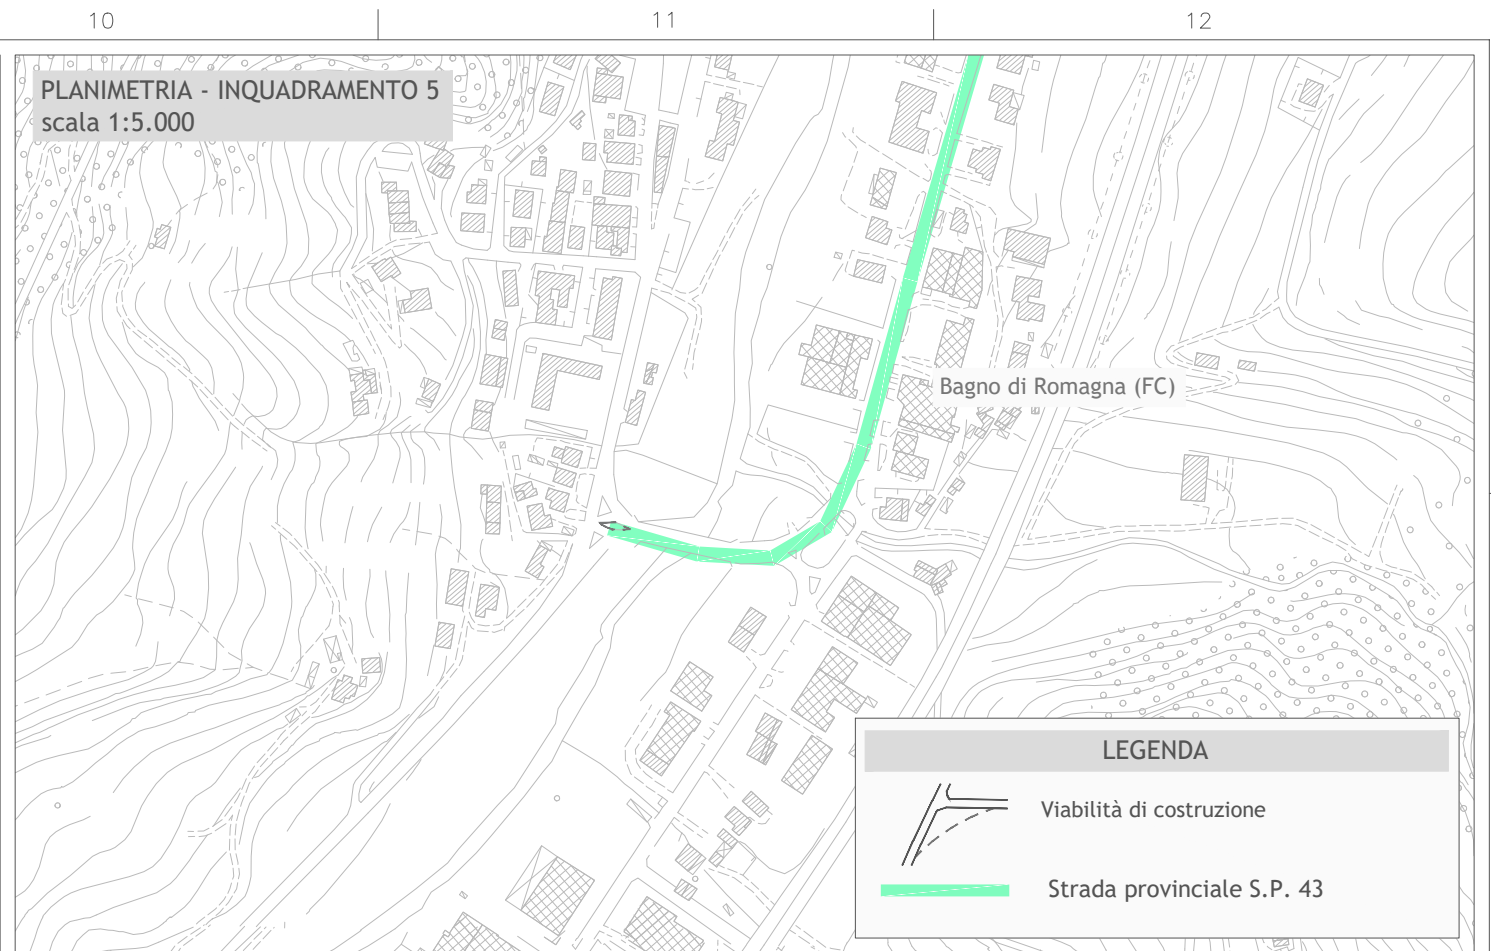 10 11 12
PLANIMETRIA - INQUADRAMENTO 5
scala 1:5.000
Bagno di Romagna (FC)
LEGENDA
Viabilità di costruzione
Strada provinciale S.P. 43